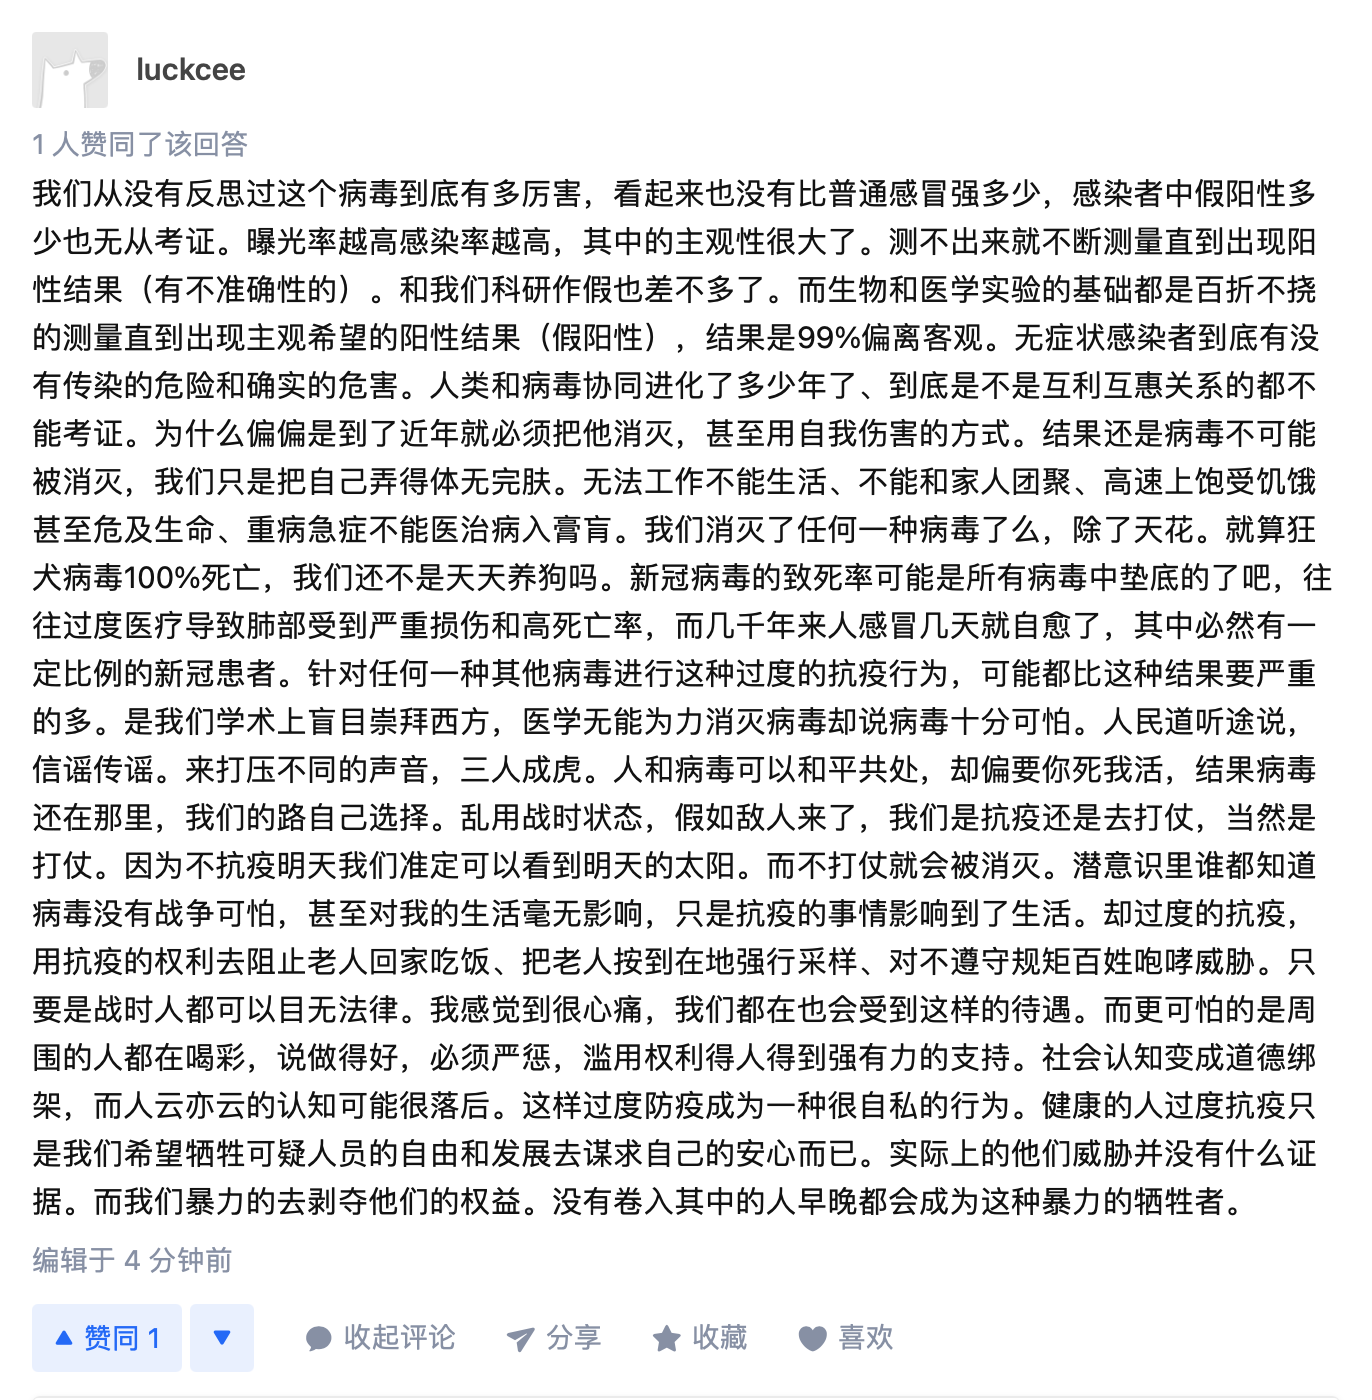 luckcee
1 人赞同了该回答
我们从没有反思过这个病毒到底有多厉害，看起来也没有比普通感冒强多少，感染者中假阳性多
少也无从考证。曝光率越高感染率越高，其中的主观性很大了。测不出来就不断测量直到出现阳
性结果（有不准确性的）。和我们科研作假也差不多了。而生物和医学实验的基础都是百折不挠
的测量直到出现主观希望的阳性结果（假阳性），结果是99%偏离客观。无症状感染者到底有没
有传染的危险和确实的危害。人类和病毒协同进化了多少年了、到底是不是互利互惠关系的都不
能考证。为什么偏偏是到了近年就必须把他消灭，甚至用自我伤害的方式。结果还是病毒不可能
被消灭，我们只是把自己弄得体无完肤。无法工作不能生活、不能和家人团聚、高速上饱受饥饿
甚至危及生命、重病急症不能医治病入膏肓。我们消灭了任何一种病毒了么，除了天花。就算狂
犬病毒100%死亡，我们还不是天天养狗吗。新冠病毒的致死率可能是所有病毒中垫底的了吧，往
往过度医疗导致肺部受到严重损伤和高死亡率，而几千年来人感冒几天就自愈了，其中必然有一
定比例的新冠患者。针对任何一种其他病毒进行这种过度的抗疫行为，可能都比这种结果要严重
的多。是我们学术上盲目崇拜西方，医学无能为力消灭病毒却说病毒十分可怕。人民道听途说，
信谣传谣。来打压不同的声音，三人成虎。人和病毒可以和平共处，却偏要你死我活，结果病毒
还在那里，我们的路自己选择。乱用战时状态，假如敌人来了，我们是抗疫还是去打仗，当然是
打仗。因为不抗疫明天我们准定可以看到明天的太阳。而不打仗就会被消灭。潜意识里谁都知道
病毒没有战争可怕，甚至对我的生活毫无影响，只是抗疫的事情影响到了生活。却过度的抗疫，
用抗疫的权利去阻止老人回家吃饭、把老人按到在地强行采样、对不遵守规矩百姓咆哮威胁。只
要是战时人都可以目无法律。我感觉到很心痛，我们都在也会受到这样的待遇。而更可怕的是周
围的人都在喝彩，说做得好，必须严惩，滥用权利得人得到强有力的支持。社会认知变成道德绑
架，而人云亦云的认知可能很落后。这样过度防疫成为一种很自私的行为。健康的人过度抗疫只
是我们希望牺牲可疑人员的自由和发展去谋求自己的安心而已。实际上的他们威胁并没有什么证
据。而我们暴力的去剥夺他们的权益。没有卷入其中的人早晚都会成为这种暴力的牺牲者。
编辑于 4 分钟前
赞同 1 收起评论 分享 收藏 喜欢